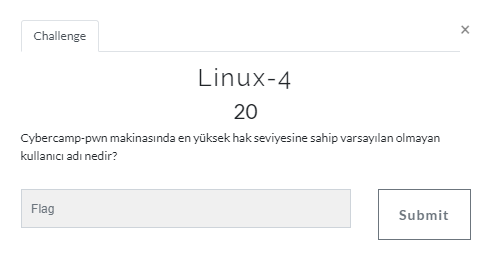 Challenge
×
Linux-4
20
Cybercamp-pwn makinasında en yüksek hak seviyesine sahip varsayılan olmayan
kullanıcı adı nedir?
Flag
Submit